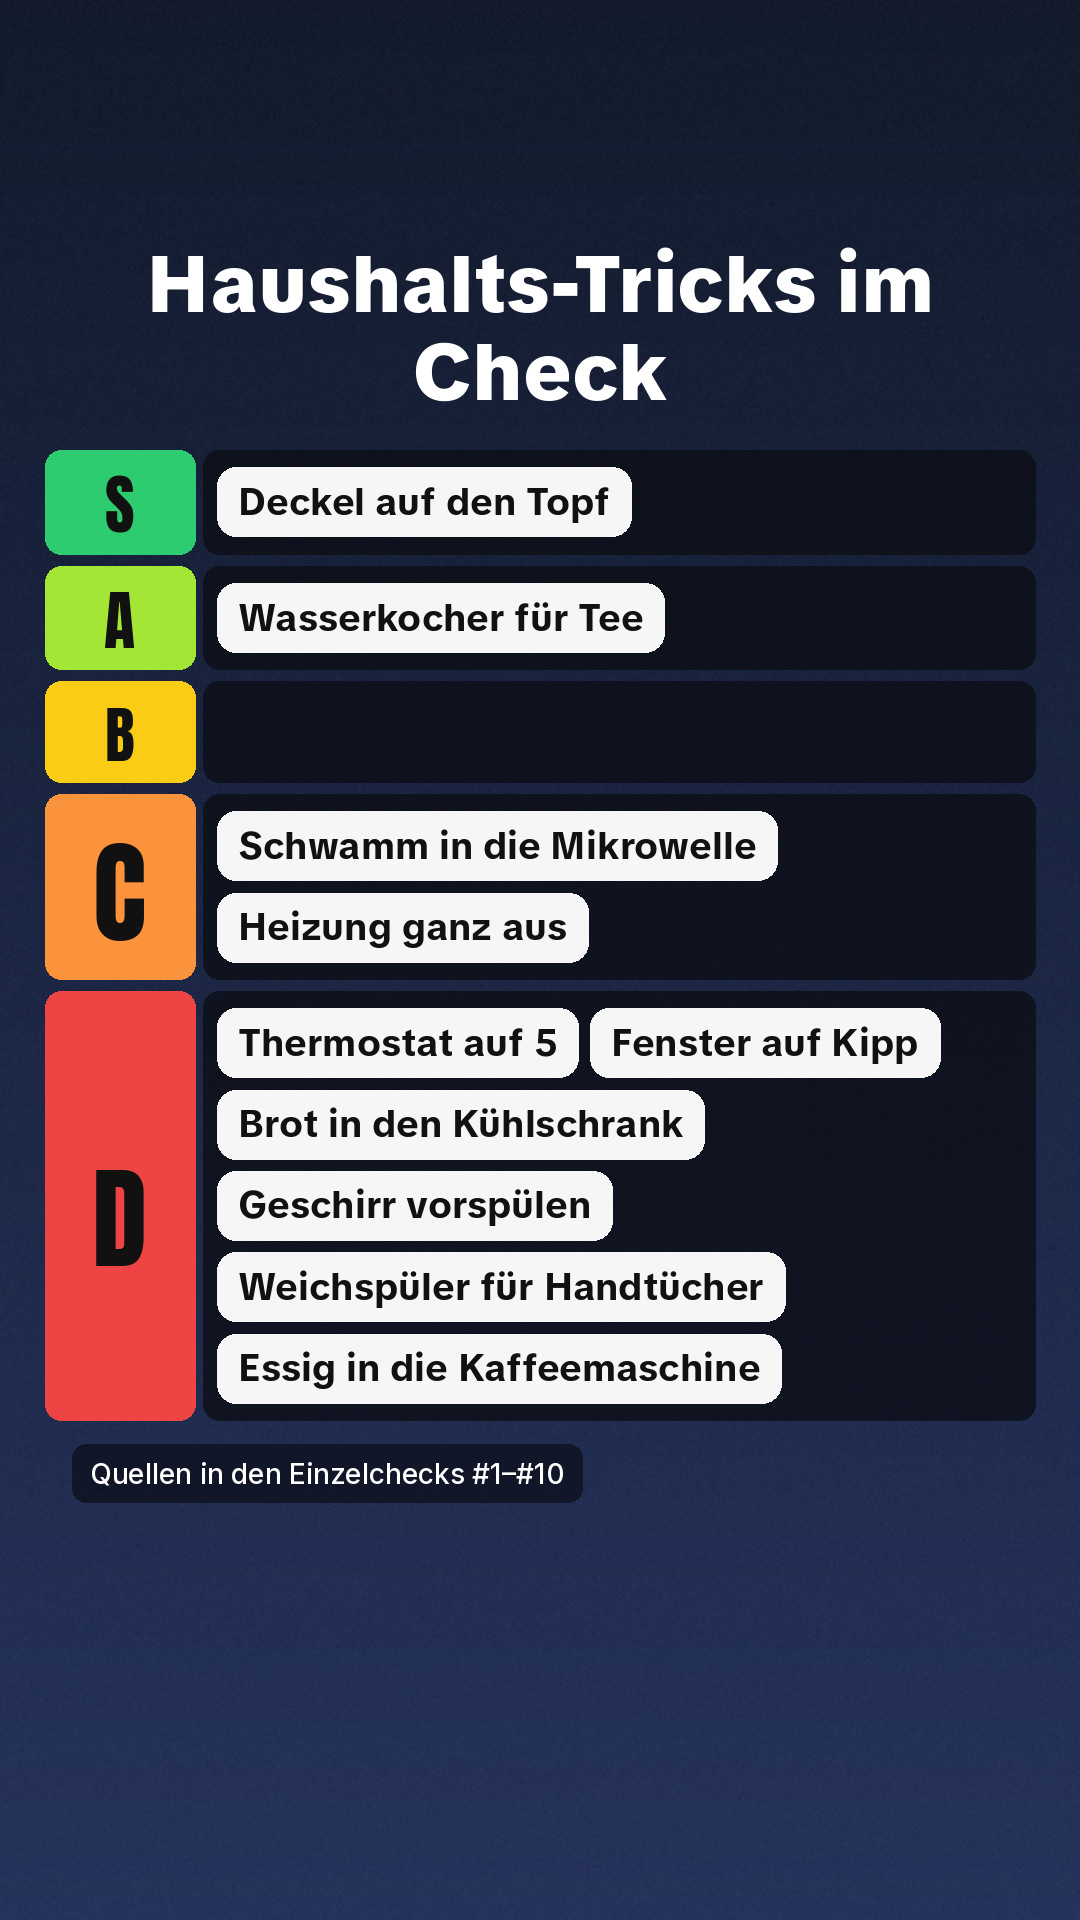 Haushalts-Tricks im
Check
S
Deckel auf den Topf
A
Wasserkocher für Tee
B
C
Schwamm in die Mikrowelle
Heizung ganz aus
D
Thermostat auf 5 Fenster auf Kipp
Brot in den Kühlschrank
Geschirr vorspülen
Weichspüler für Handtücher
Essig in die Kaffeemaschine
Quellen in den Einzelchecks #1–#10